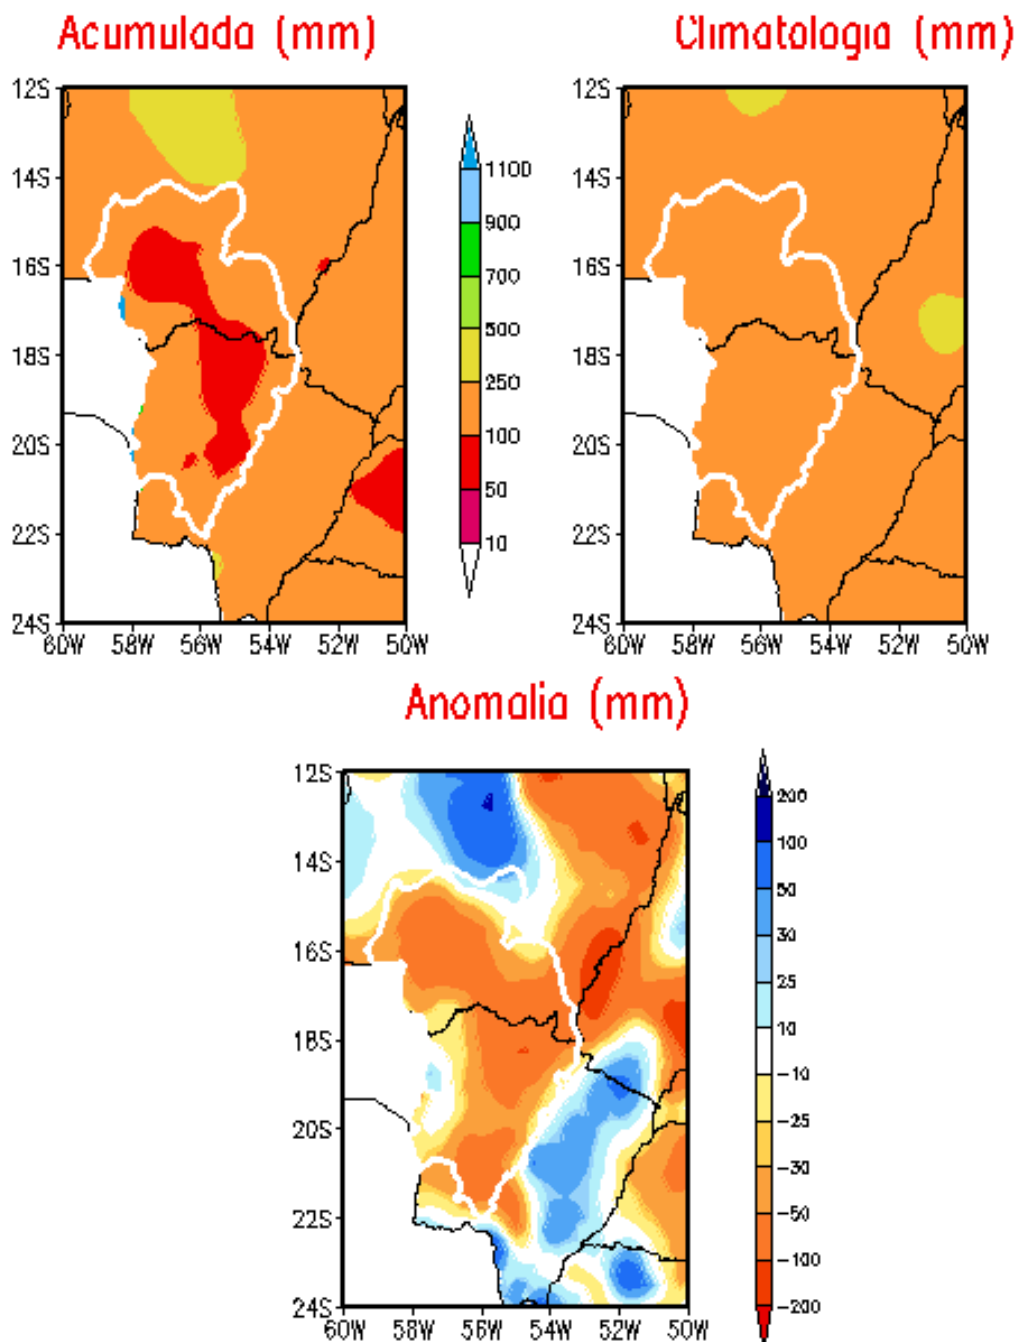 Acumulada (mm)
Climatologia (mm)
12S
14S
16S
18S
20S
22S
24S
60W 58W 56W 54W 52W 50W
1100
900
700
500
250
100
50
10
12S
14S
16S
18S
20S
22S
24S
60W 58W 56W 54W 52W 50W
Anomalia (mm)
12S
14S
16S
18S
20S
22S
24S
60W 58W 56W 54W 52W 50W
200
100
50
30
25
10
-10
-25
-30
-50
-100
-200